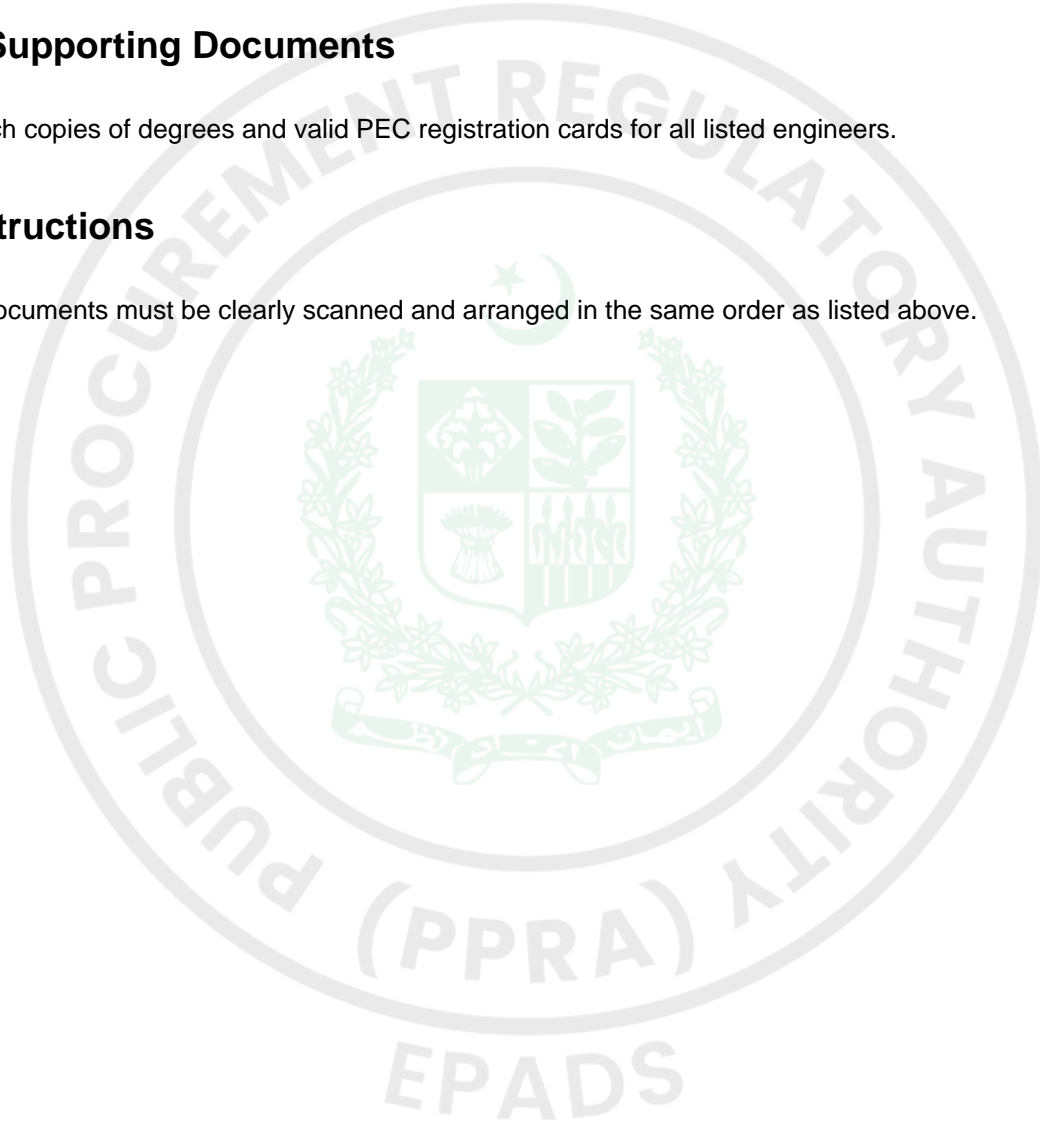 Supporting Documents
ch copies of degrees and valid PEC registration cards for all listed engineers.
tructions
ocuments must be clearly scanned and arranged in the same order as listed above.
PUBLIC PROCUREMENT REGULATORY AUTHORITY
(PPRA)
EPADS